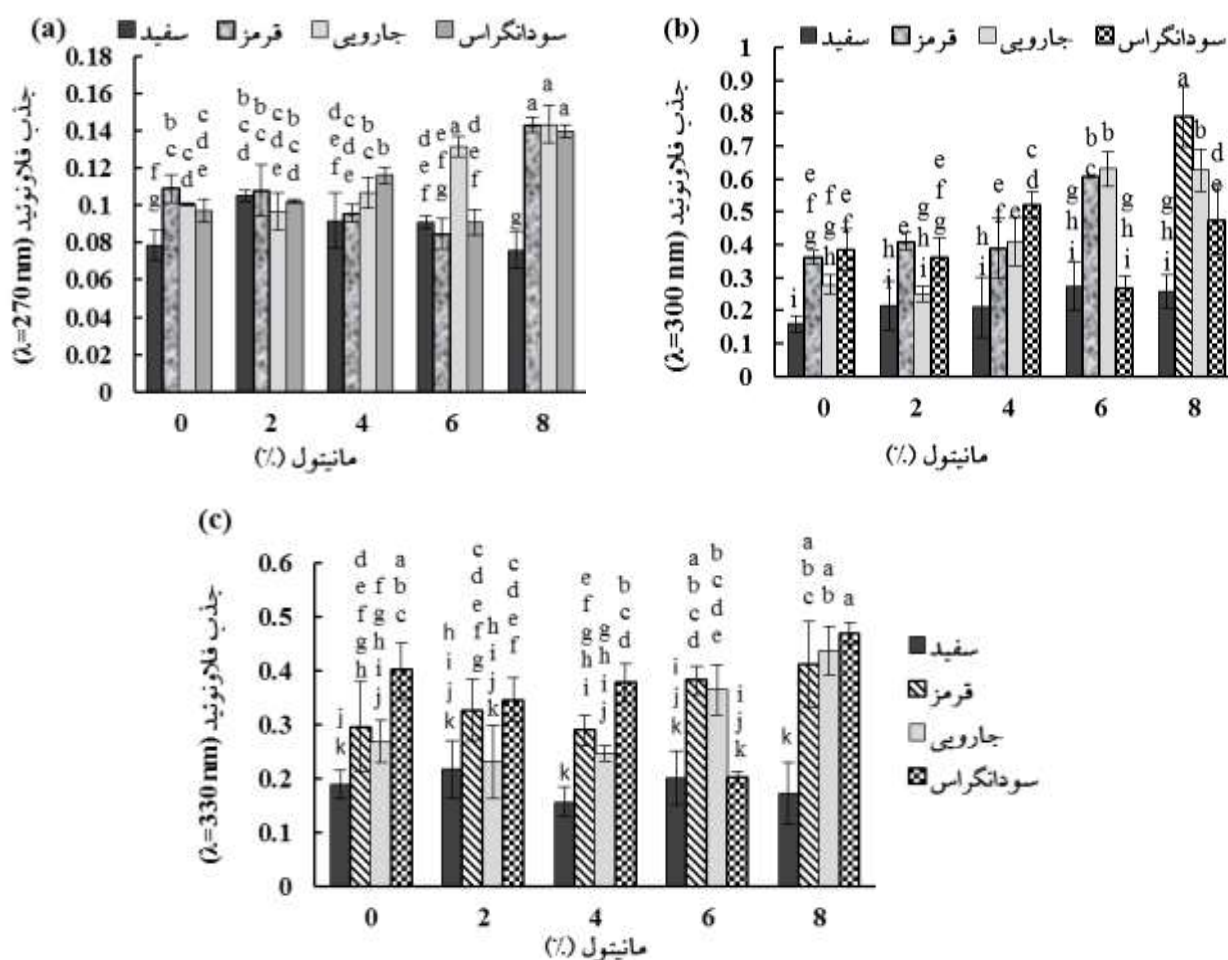 (a)
سفید قرمز جارویی سودانگراس
جذب فلاونوئید (λ=270 nm)
0.18
0.16
0.14
0.12
0.1
0.08
0.06
0.04
0.02
0
f g
b c
c d
c d e
b c d
b c
c d e
b c d
d e f
c d e
b c
b
d e f
e f g
a
d e f
g
a
a
a
0 2 4 6 8
مانیتول (٪)
(b)
سفید قرمز جارویی سودانگراس
جذب فلاونوئید (λ=300 nm)
1
0.9
0.8
0.7
0.6
0.5
0.4
0.3
0.2
0.1
0
i
e f g
f g h
e f
h i
e
g h i
e f g
h i
e f
e
c d
g h i
b c
b
g h i
g h i
a
b
d e
0 2 4 6 8
مانیتول (٪)
(c)
جذب فلاونوئید (λ=330 nm)
0.6
0.5
0.4
0.3
0.2
0.1
0
j k
d e f g h
f g h i j
a b c
h i j k
c d e f g
h i j k
c d e f
k
e f g h i
g h i j
b c d
i j k
a b c d
b c d e
i j k
k
a b c
a b
a
0 2 4 6 8
مانیتول (٪)
سفید
قرمز
جارویی
سودانگراس